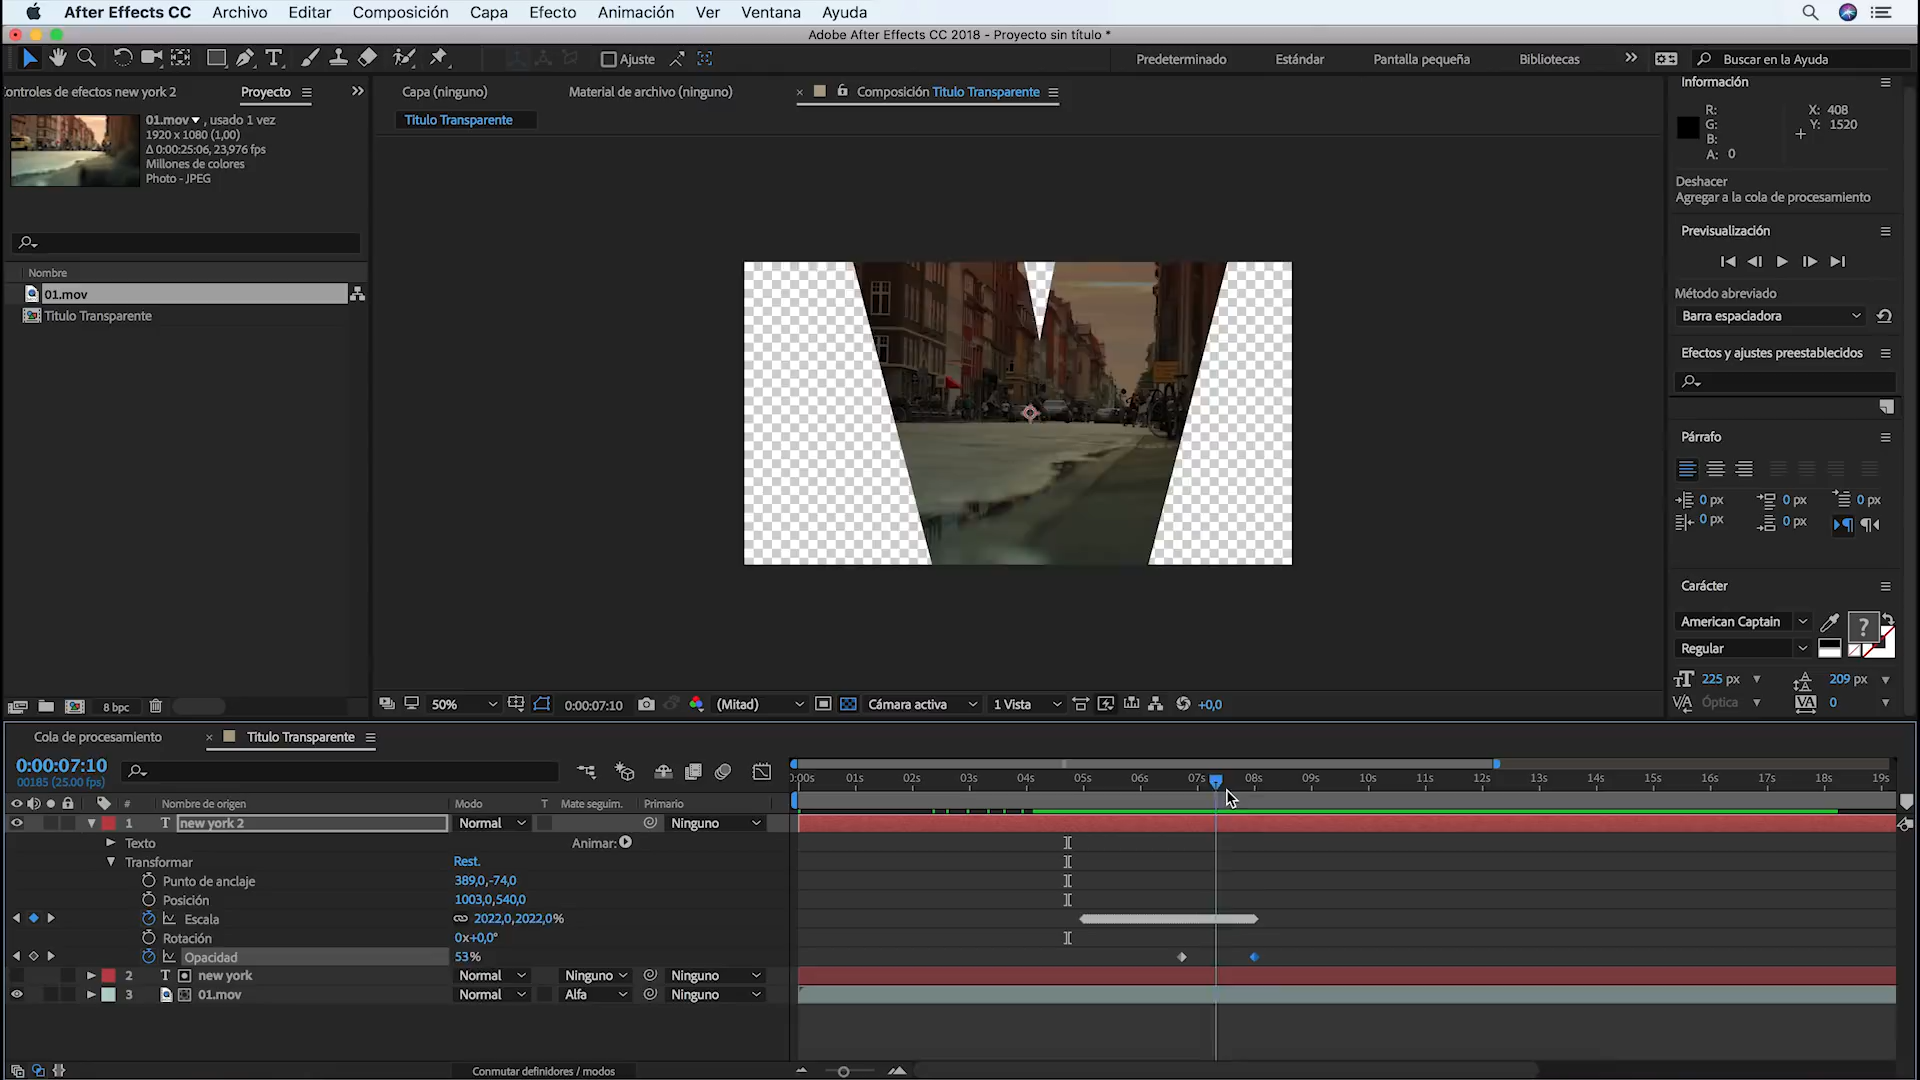 After Effects CC Archivo Editar Composición Capa Efecto Animación Ver Ventana Ayuda
Adobe After Effects CC 2018 - Proyecto sin título *
Ajuste Predeterminado Estándar Pantalla pequeña Bibliotecas Buscar en la Ayuda
ontroles de efectos new york 2 Proyecto
01.mov , usado 1 vez
1920 x 1080 (1,00)
Δ 0:00:25:06, 23,976 fps
Millones de colores
Photo - JPEG
Nombre
01.mov
Titulo Transparente
8 bpc
Capa (ninguno) Material de archivo (ninguno) Composición Titulo Transparente
Titulo Transparente
50% 0:00:07:10 (Mitad) Cámara activa 1 Vista +0,0
Información
R: X: 408
G: Y: 1520
B:
A: 0
Deshacer
Agregar a la cola de procesamiento
Previsualización
Método abreviado
Barra espaciadora
Efectos y ajustes preestablecidos
Párrafo
0 px 0 px 0 px
0 px 0 px
Carácter
American Captain ?
Regular
225 px 209 px
Óptica 0
Cola de procesamiento Titulo Transparente
0:00:07:10
00185 (25.00 fps)
0:00s 01s 02s 03s 04s 05s 06s 07s 08s 09s 10s 11s 12s 13s 14s 15s 16s 17s 18s 19s
# Nombre de origen Modo T Mate seguim. Primario
1 T new york 2 Normal Ninguno
Texto Animar:
Transformar Rest.
Punto de anclaje 389,0,-74,0
Posición 1003,0,540,0
Escala 2022,0,2022,0%
Rotación 0x+0,0°
Opacidad 53%
2 T new york Normal Ninguno Ninguno
3 01.mov Normal Alfa Ninguno
Conmutar definidores / modos